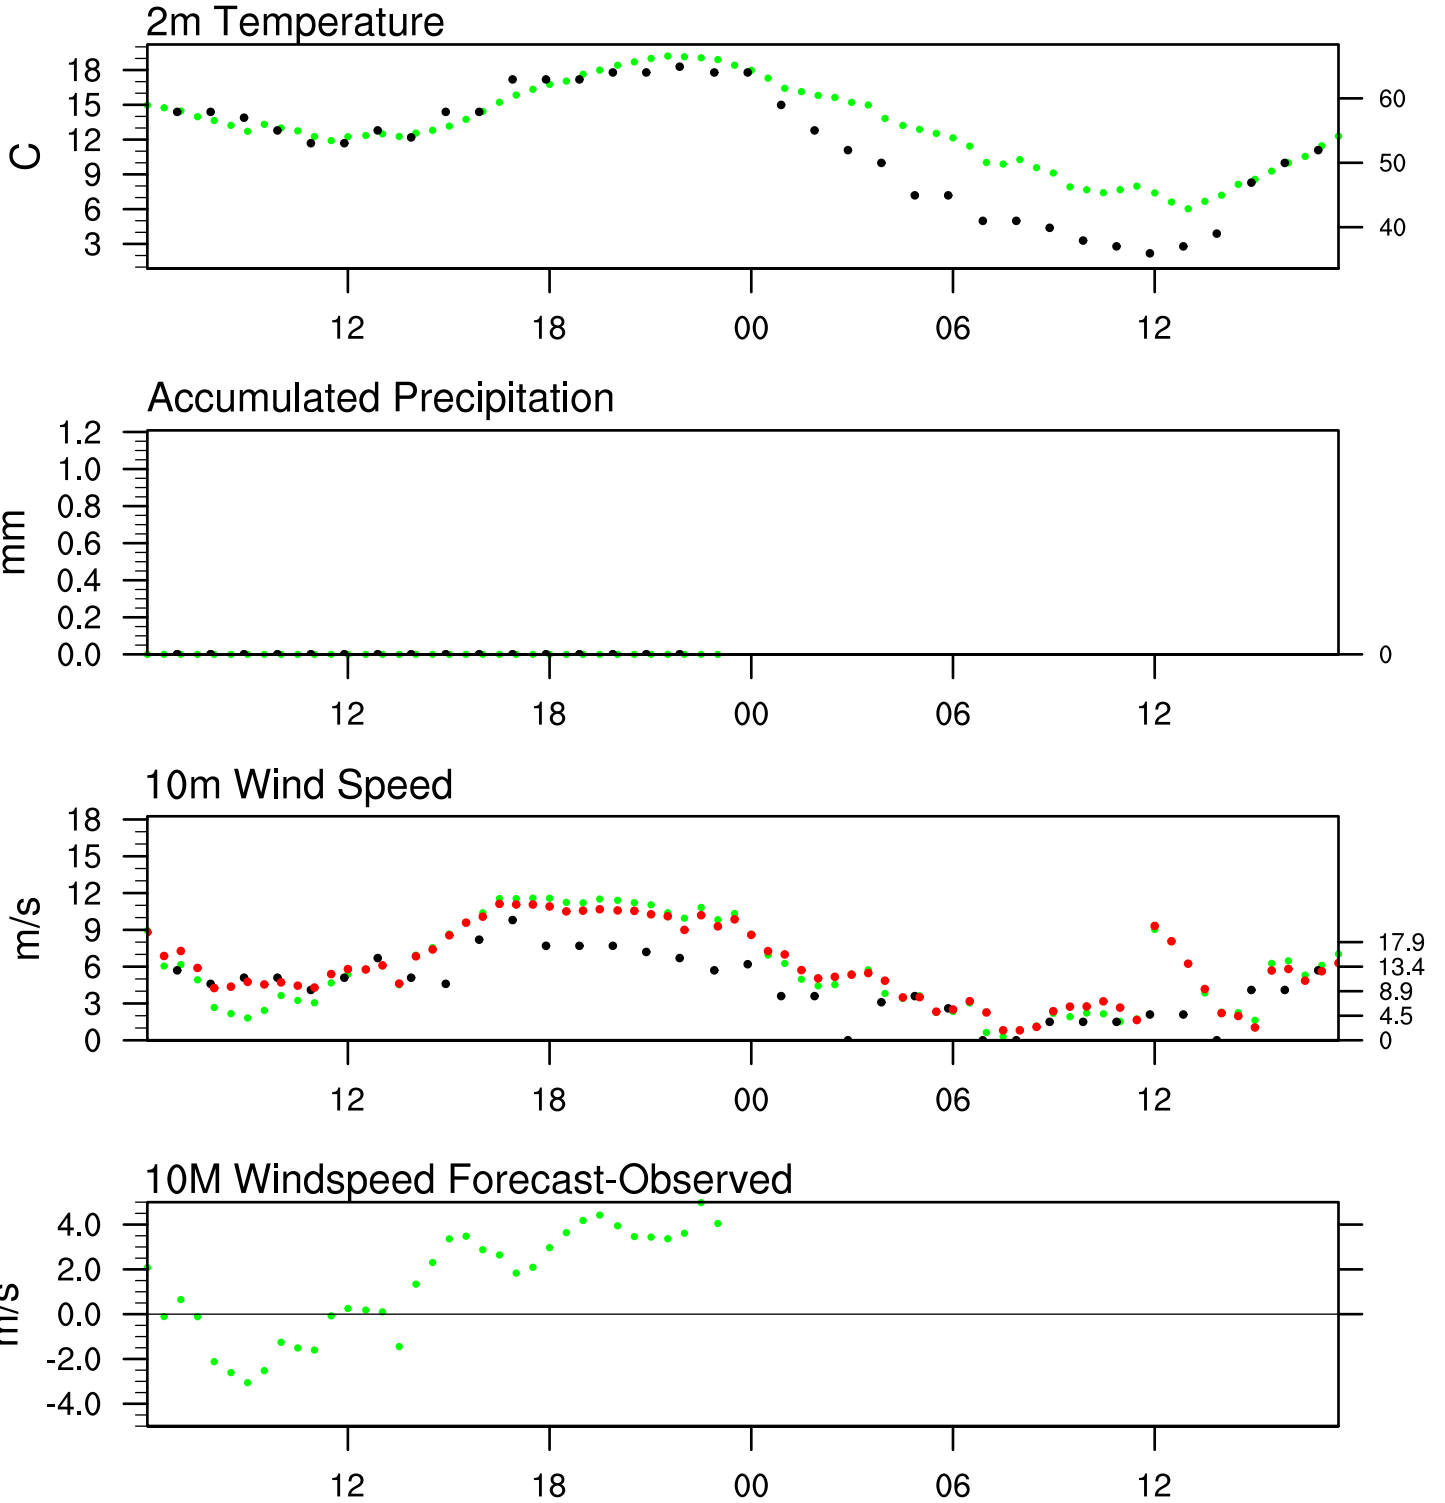 2m Temperature
18
15
12
9
6
3
C
60
50
40
12 18 00 06 12
Accumulated Precipitation
1.2
1.0
0.8
0.6
0.4
0.2
0.0
mm
0
12 18 00 06 12
10m Wind Speed
18
15
12
9
6
3
0
m/s
17.9
13.4
8.9
4.5
0
12 18 00 06 12
10M Windspeed Forecast-Observed
4.0
2.0
0.0
-2.0
-4.0
m/s
12 18 00 06 12